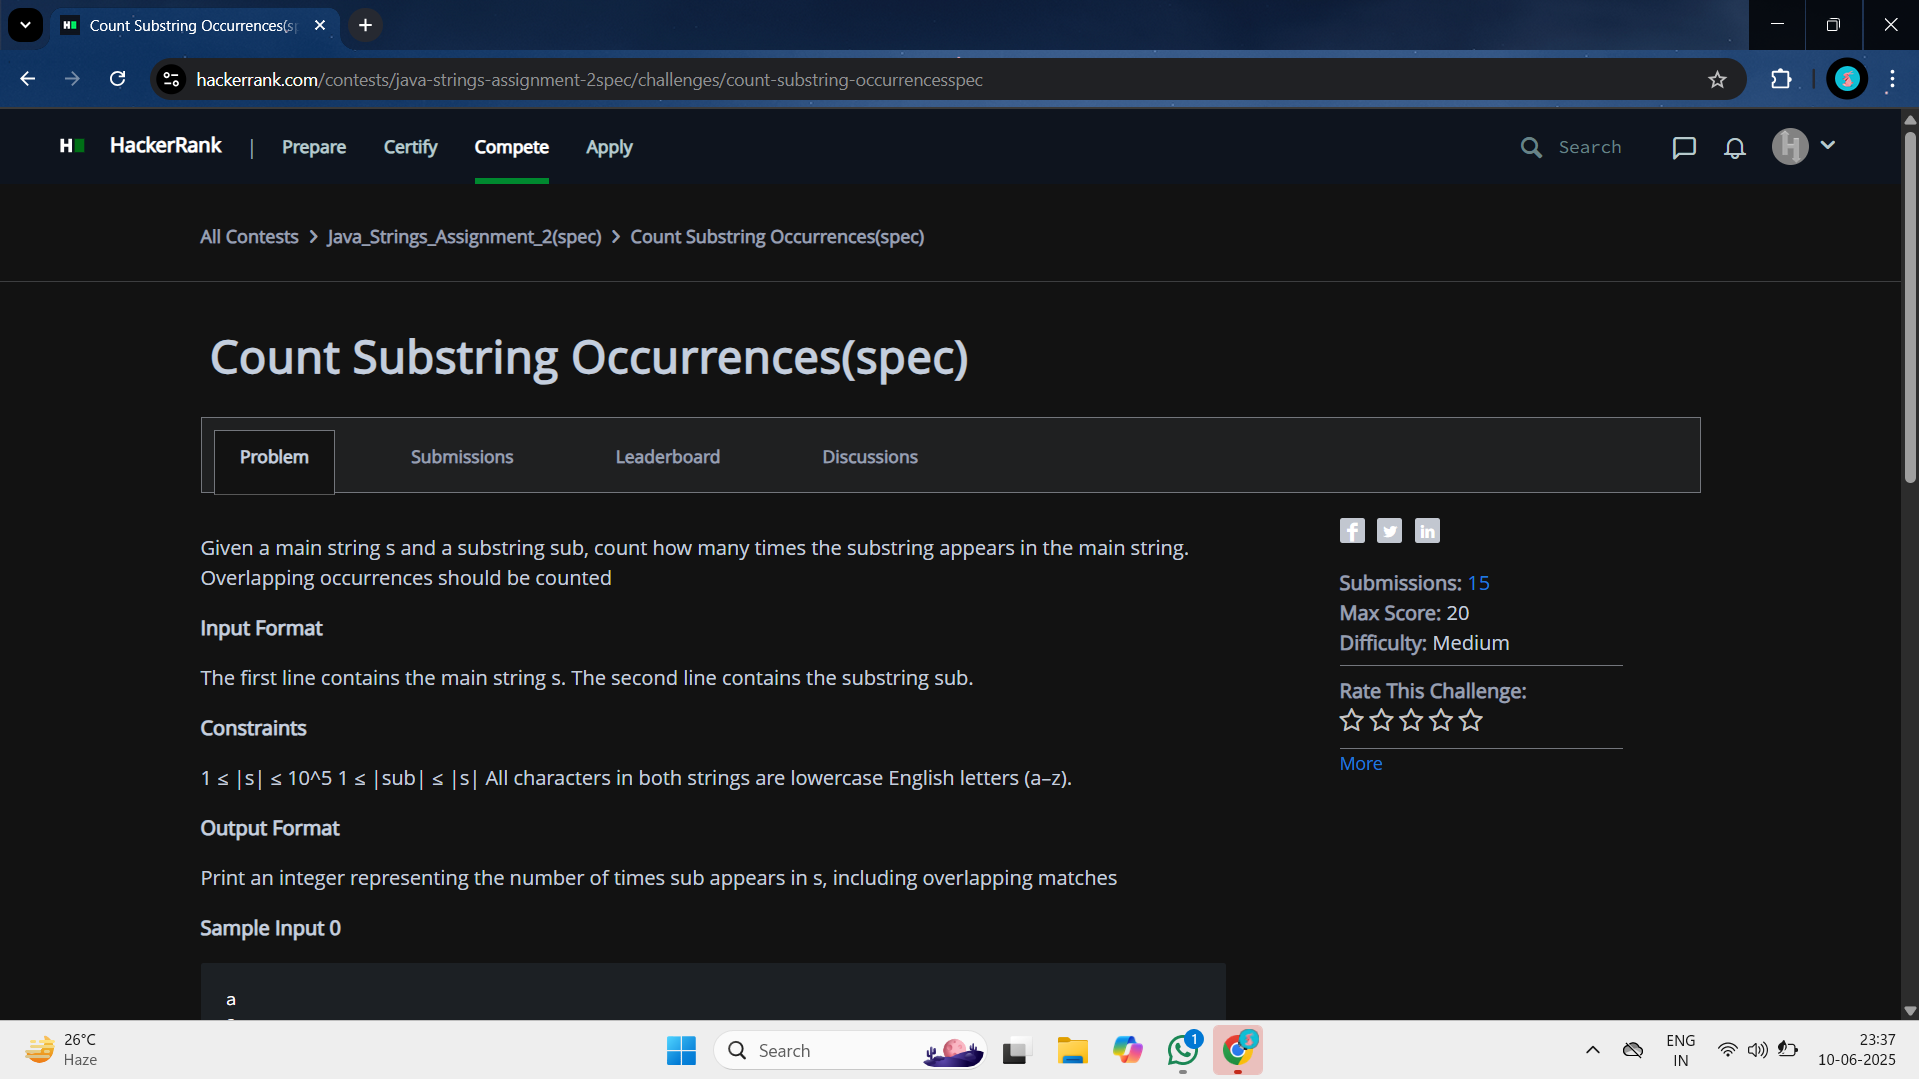 Count Substring Occurrences(s
hackerrank.com/contests/java-strings-assignment-2spec/challenges/count-substring-occurrencesspec
HackerRank | Prepare Certify Compete Apply Search
All Contests > Java_Strings_Assignment_2(spec) > Count Substring Occurrences(spec)
Count Substring Occurrences(spec)
Problem Submissions Leaderboard Discussions
Given a main string s and a substring sub, count how many times the substring appears in the main string.
Overlapping occurrences should be counted
Input Format
The first line contains the main string s. The second line contains the substring sub.
Constraints
1 ≤ |s| ≤ 10^5 1 ≤ |sub| ≤ |s| All characters in both strings are lowercase English letters (a–z).
Output Format
Print an integer representing the number of times sub appears in s, including overlapping matches
Sample Input 0
a
Submissions: 15
Max Score: 20
Difficulty: Medium
Rate This Challenge:
More
26°C
Haze
Search
1
ENG
IN
23:37
10-06-2025